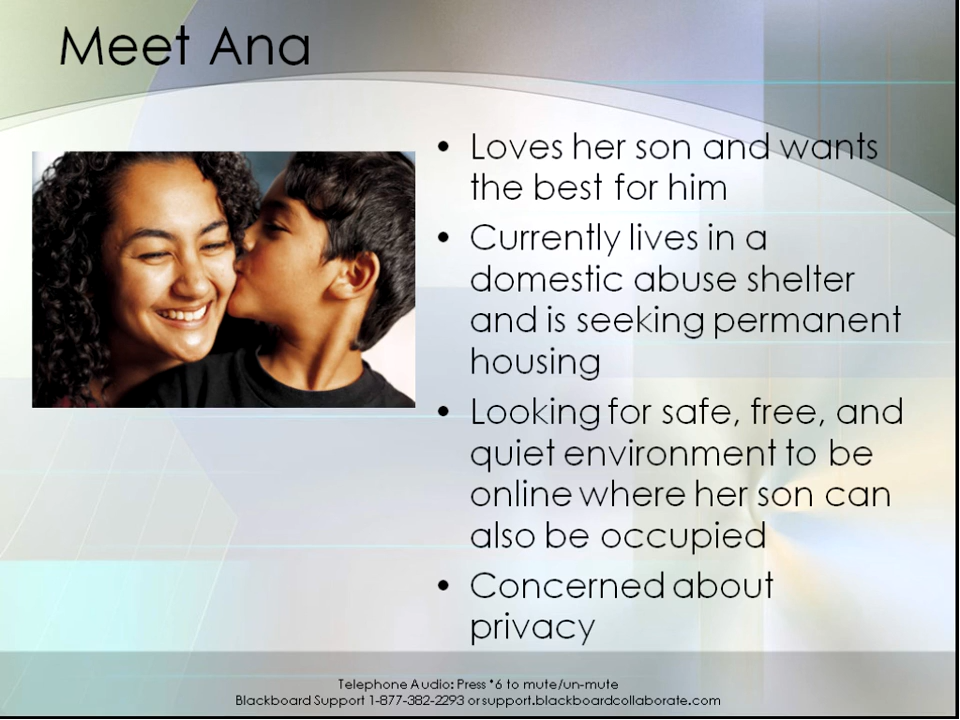 Meet Ana
• Loves her son and wants
the best for him
• Currently lives in a
domestic abuse shelter
and is seeking permanent
housing
• Looking for safe, free, and
quiet environment to be
online where her son can
also be occupied
• Concerned about
privacy
Telephone Audio: Press *6 to mute/un-mute
Blackboard Support 1-877-382-2293 or support.blackboardcollaborate.com